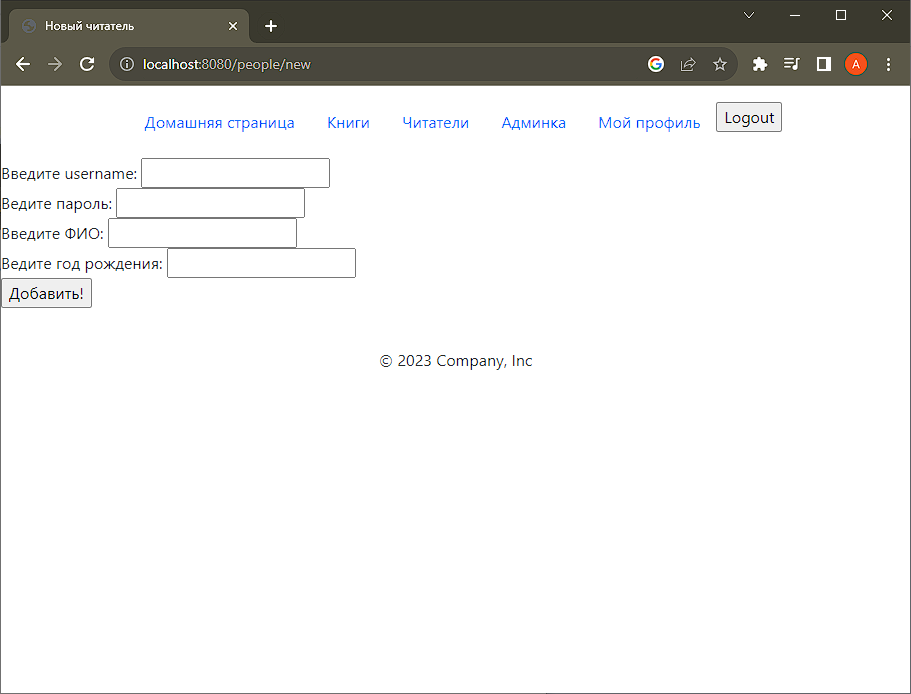 Новый читатель
localhost:8080/people/new
A
Домашняя страница Книги Читатели Админка Мой профиль Logout
Введите username:
Ведите пароль:
Введите ФИО:
Ведите год рождения:
Добавить!
© 2023 Company, Inc